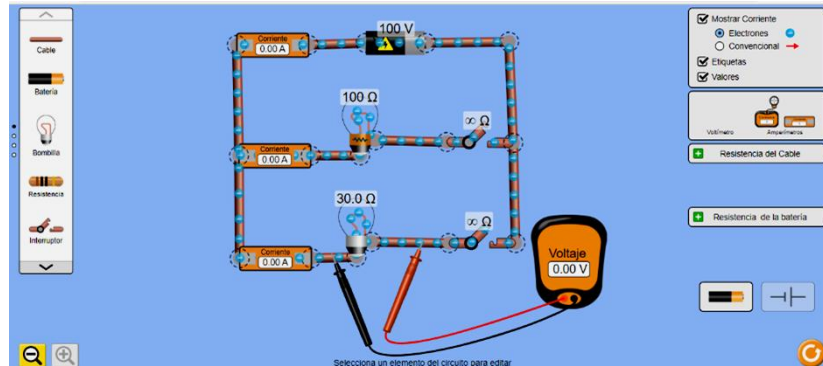 Cable
Batería
Bombilla
Resistencia
Interruptor
Corriente
0.00 A
100 V
100 Ω
∞ Ω
Corriente
0.00 A
30.0 Ω
∞ Ω
Corriente
0.00 A
Voltaje
0.00 V
Selecciona un elemento del circuito para editar
Mostrar Corriente
Electrones
Convencional
Etiquetas
Valores
Voltímetro
Amperímetros
Resistencia del Cable
Resistencia de la batería